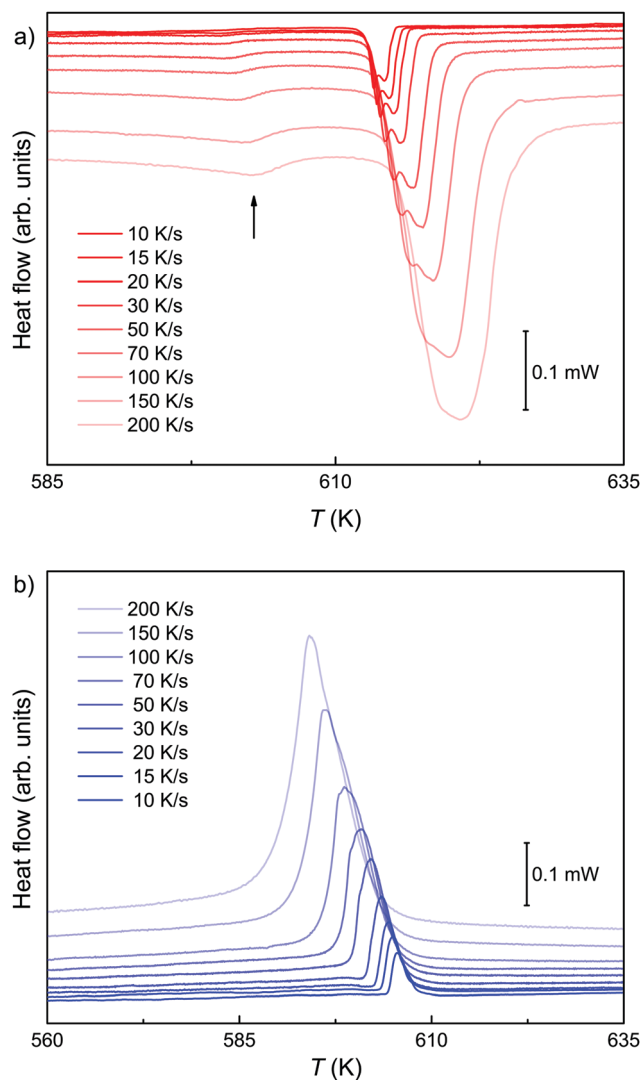 a)
Heat flow (arb. units)
10 K/s
15 K/s
20 K/s
30 K/s
50 K/s
70 K/s
100 K/s
150 K/s
200 K/s
0.1 mW
585
610
635
T (K)
b)
Heat flow (arb. units)
200 K/s
150 K/s
100 K/s
70 K/s
50 K/s
30 K/s
20 K/s
15 K/s
10 K/s
0.1 mW
560
585
610
635
T (K)